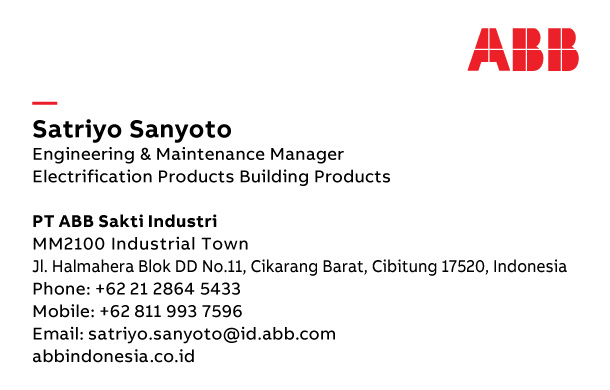 ABB
Satriyo Sanyoto
Engineering & Maintenance Manager
Electrification Products Building Products
PT ABB Sakti Industri
MM2100 Industrial Town
Jl. Halmahera Blok DD No.11, Cikarang Barat, Cibitung 17520, Indonesia
Phone: +62 21 2864 5433
Mobile: +62 811 993 7596
Email: satriyo.sanyoto@id.abb.com
abbindonesia.co.id